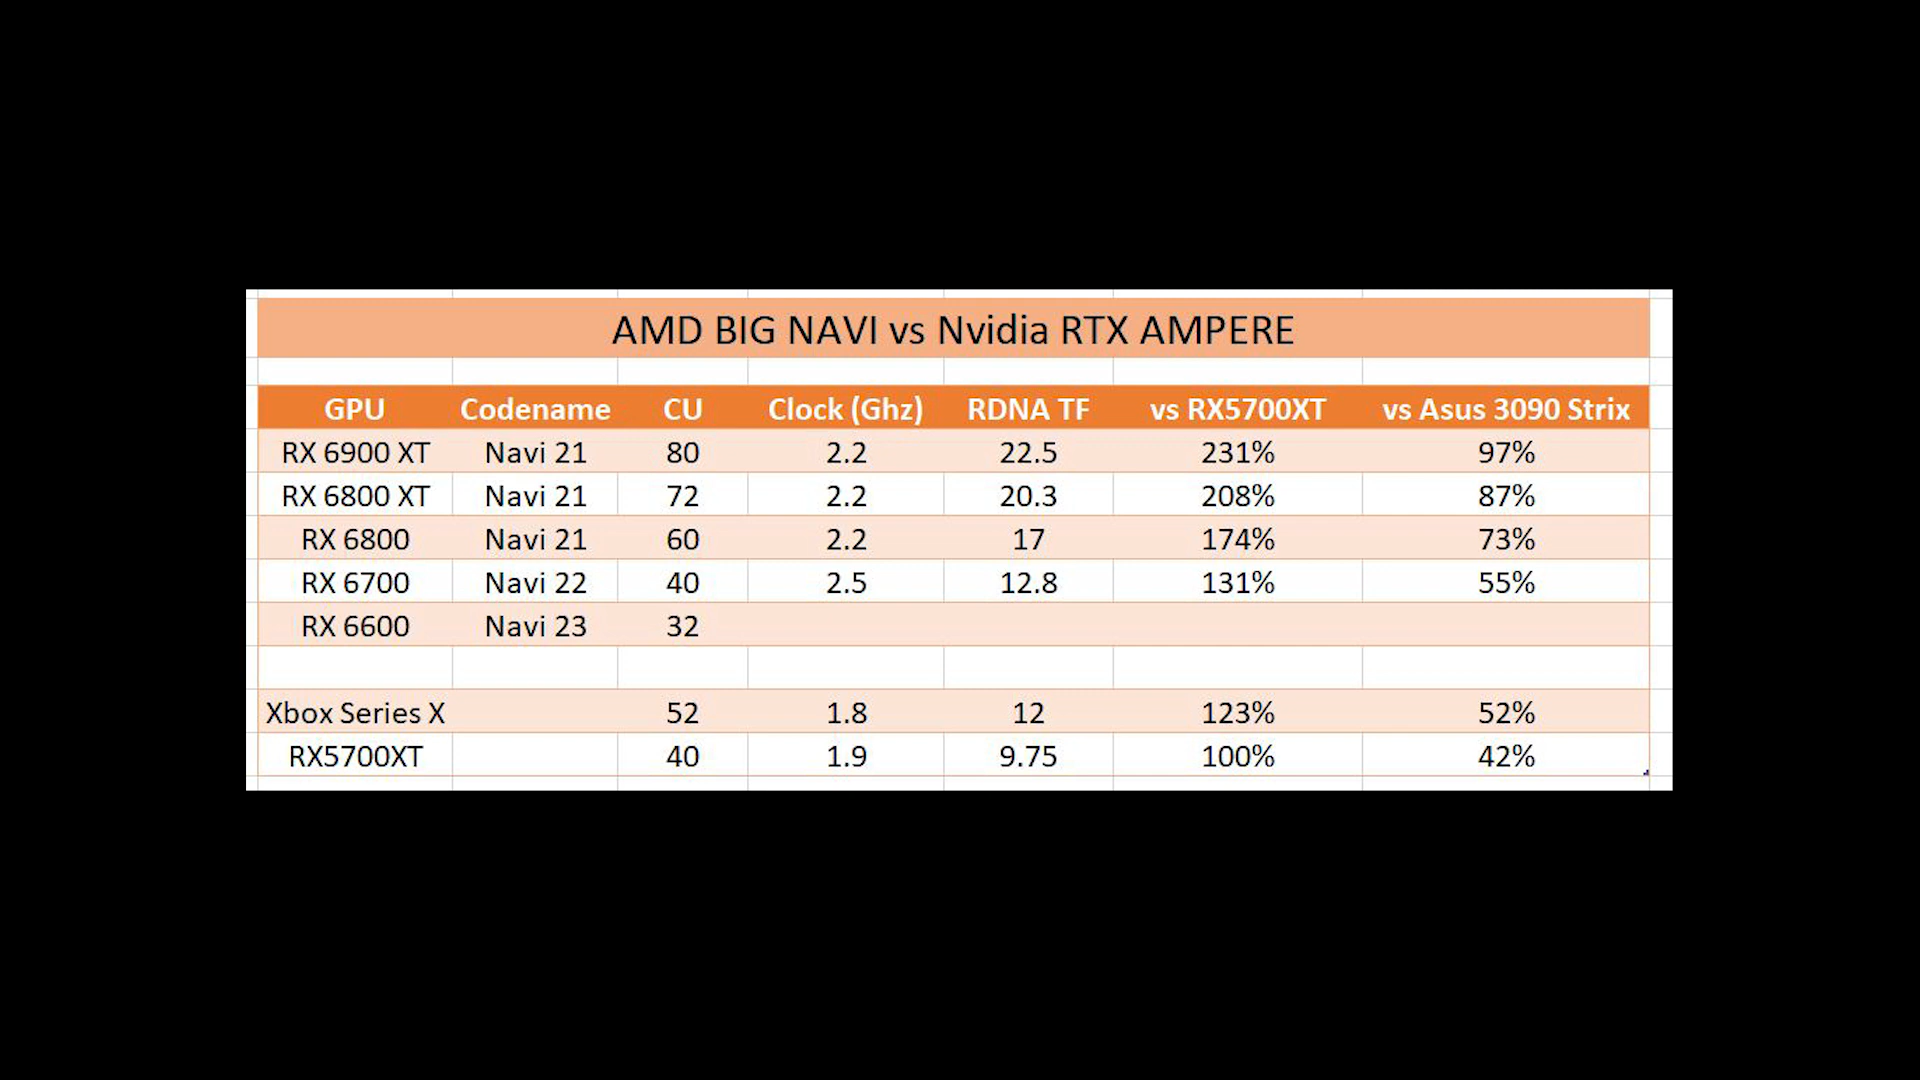 AMD BIG NAVI vs Nvidia RTX AMPERE
GPU Codename CU Clock (Ghz) RDNA TF vs RX5700XT vs Asus 3090 Strix
RX 6900 XT Navi 21 80 2.2 22.5 231% 97%
RX 6800 XT Navi 21 72 2.2 20.3 208% 87%
RX 6800 Navi 21 60 2.2 17 174% 73%
RX 6700 Navi 22 40 2.5 12.8 131% 55%
RX 6600 Navi 23 32
Xbox Series X 52 1.8 12 123% 52%
RX5700XT 40 1.9 9.75 100% 42%